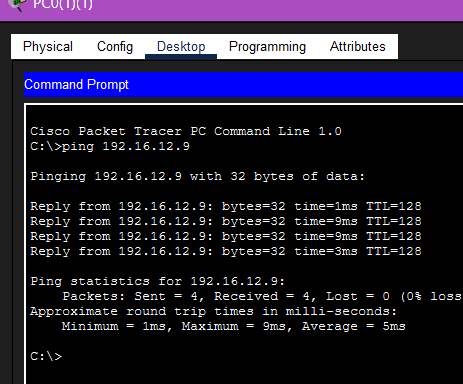 PC0(1)(1)
Physical Config Desktop Programming Attributes
Command Prompt
Cisco Packet Tracer PC Command Line 1.0
C:\>ping 192.16.12.9
Pinging 192.16.12.9 with 32 bytes of data:
Reply from 192.16.12.9: bytes=32 time=1ms TTL=128
Reply from 192.16.12.9: bytes=32 time=9ms TTL=128
Reply from 192.16.12.9: bytes=32 time=9ms TTL=128
Reply from 192.16.12.9: bytes=32 time=3ms TTL=128
Ping statistics for 192.16.12.9:
Packets: Sent = 4, Received = 4, Lost = 0 (0% loss
Approximate round trip times in milli-seconds:
Minimum = 1ms, Maximum = 9ms, Average = 5ms
C:\>